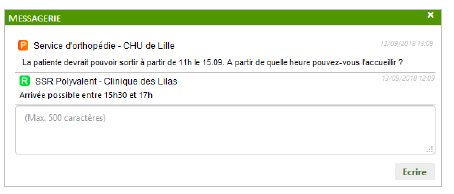 MESSAGERIE ×
P Service d'orthopédie - CHU de Lille 12/09/2018 13:09
La patiente devrait pouvoir sortir à partir de 11h le 15.09. A partir de quelle heure pouvez-vous l'accueillir ?
R SSR Polyvalent - Clinique des Lilas 13/09/2018 12:09
Arrivée possible entre 15h30 et 17h
(Max. 500 caractères)
Ecrire